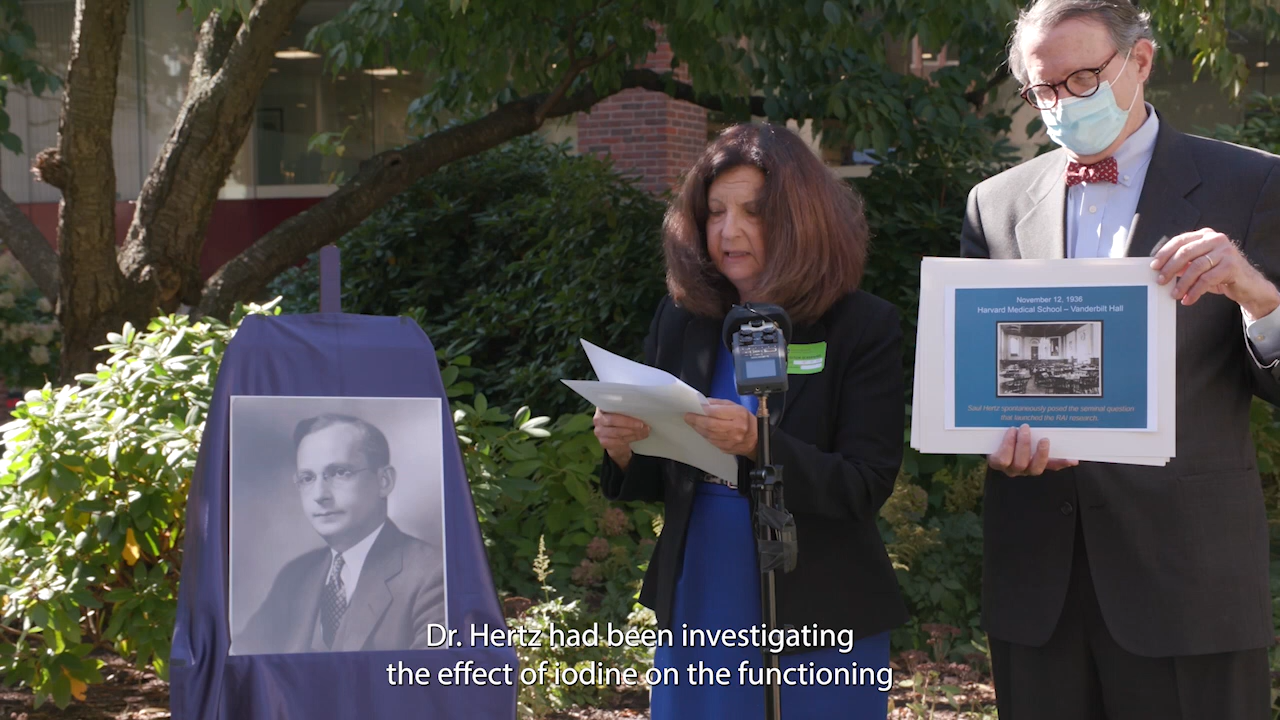 November 12, 1936
Harvard Medical School – Vanderbilt Hall
Saul Hertz spontaneously posed the seminal question
that launched the RAI research.
Dr. Hertz had been investigating
the effect of iodine on the functioning